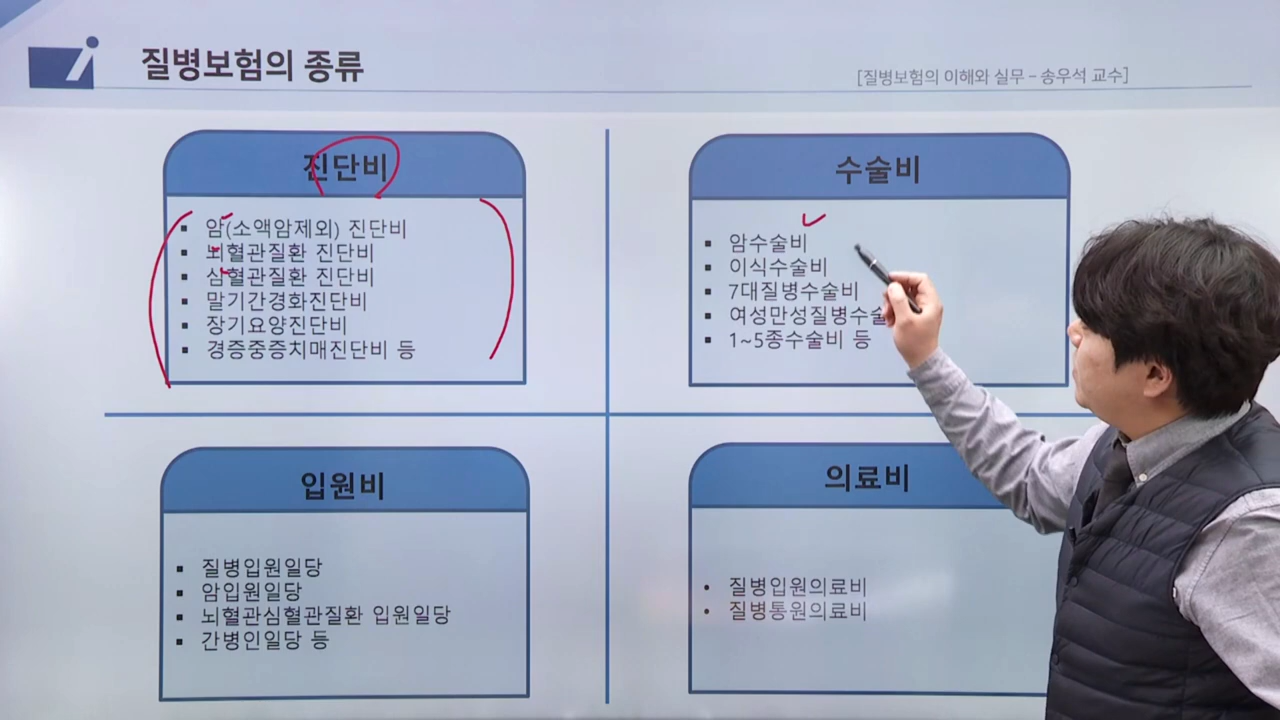 질병보험의 종류
[질병보험의 이해와 실무 – 송우석 교수]
진단비
▪ 암(소액암제외) 진단비
▪ 뇌혈관질환 진단비
▪ 심혈관질환 진단비
▪ 말기간경화진단비
▪ 장기요양진단비
▪ 경증중증치매진단비 등
수술비
▪ 암수술비
▪ 이식수술비
▪ 7대질병수술비
▪ 여성만성질병수술
▪ 1~5종수술비 등
입원비
▪ 질병입원일당
▪ 암입원일당
▪ 뇌혈관심혈관질환 입원일당
▪ 간병인일당 등
의료비
• 질병입원의료비
• 질병통원의료비